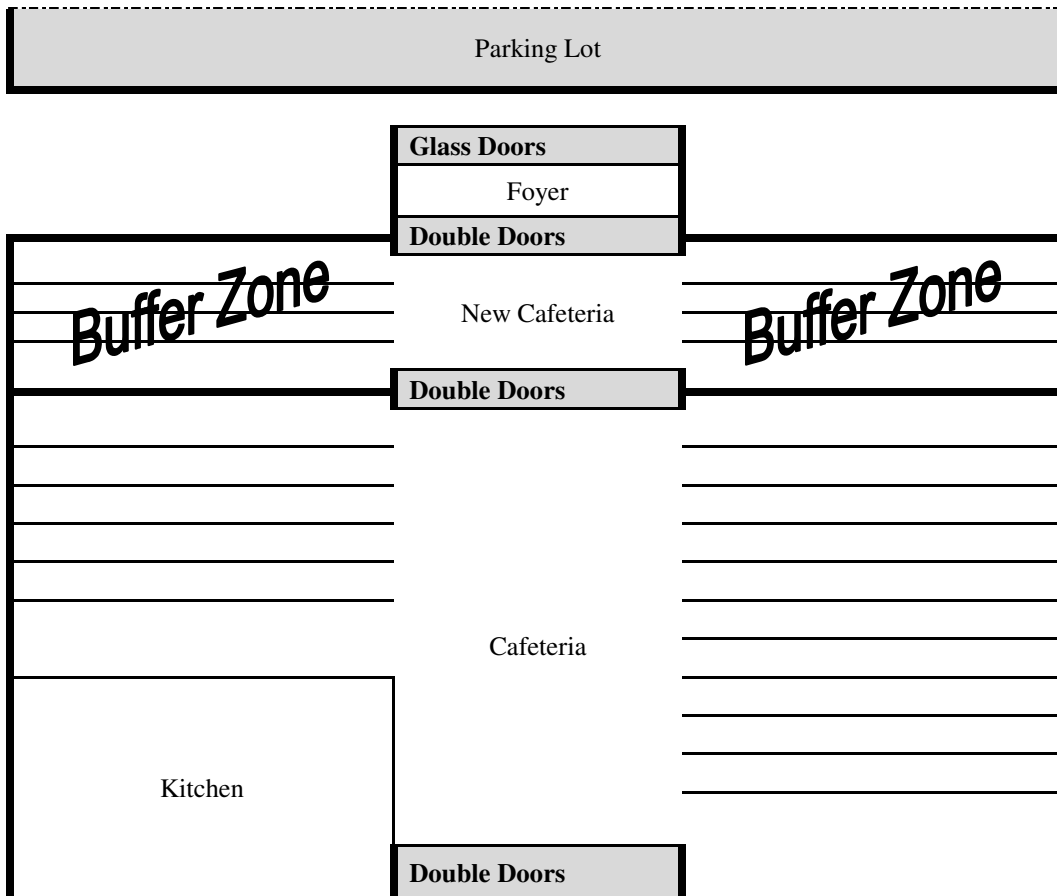 Parking Lot
Glass Doors
Foyer
Double Doors
Buffer Zone
New Cafeteria
Buffer Zone
Double Doors
Cafeteria
Kitchen
Double Doors